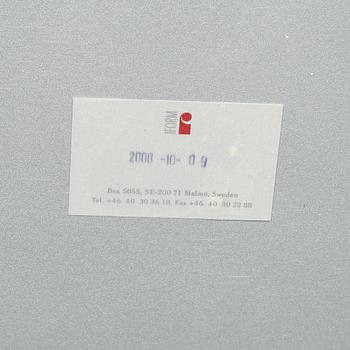 IFORM
2000 -10- 09
Box 5055, SE-200 71 Malmö, Sweden
Tel. +46 40 30 36 10. Fax +46 40 30 22 88